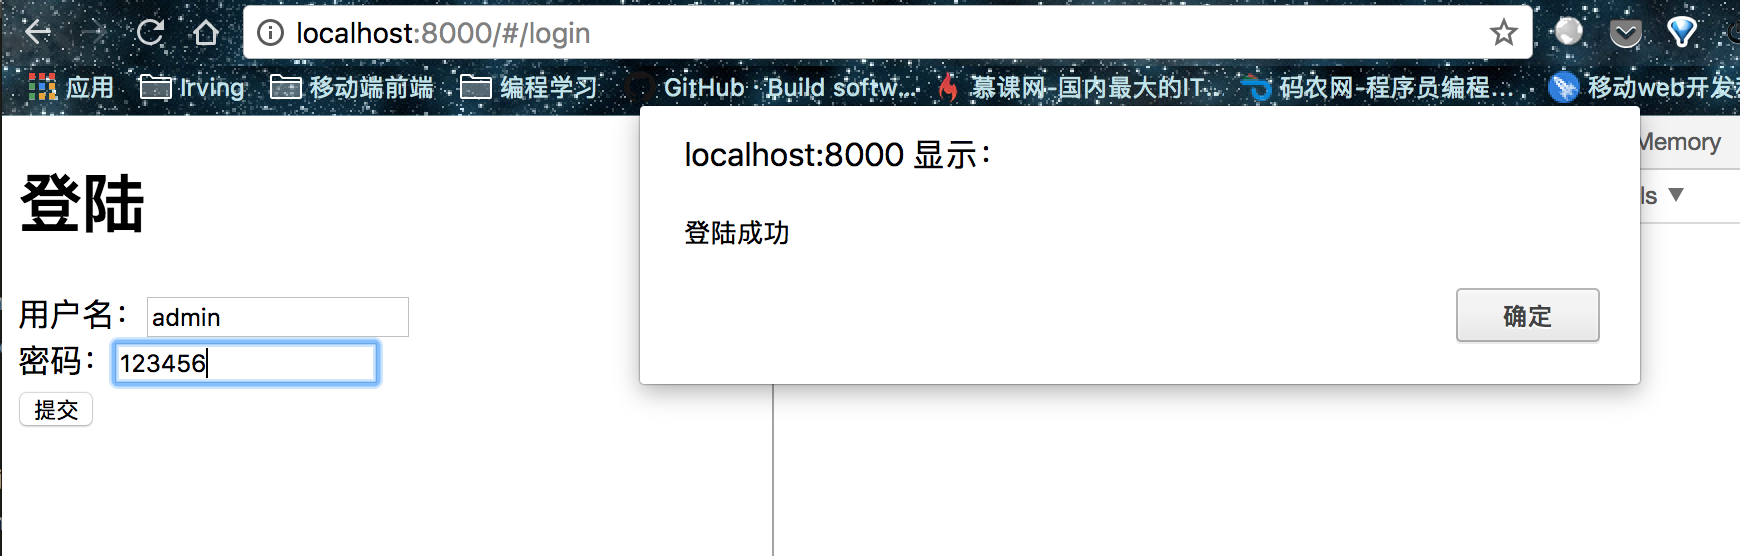 localhost:8000/#/login
应用 Irving 移动端前端 编程学习 GitHub · Build softw... 慕课网-国内最大的IT... 码农网-程序员编程... 移动web开发
localhost:8000 显示：
登陆成功
确定
Memory
ls ▼
登陆
用户名： admin
密码： 123456
提交